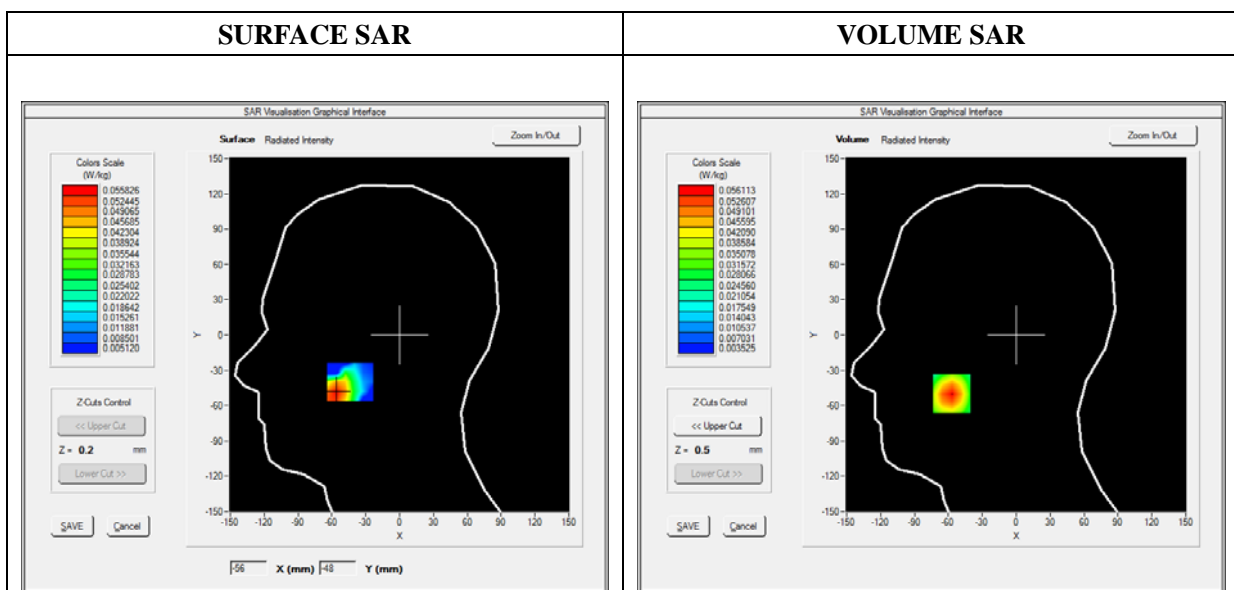 SURFACE SAR
VOLUME SAR
SAR Visualisation Graphical Interface
Surface Radiated Intensity
Zoom In/Out
Colors Scale
(W/kg)
0.055826
0.052445
0.049065
0.045685
0.042304
0.038924
0.035544
0.032163
0.028783
0.025402
0.022022
0.018642
0.015261
0.011881
0.008501
0.005120
Z-Cuts Control
<< Upper Cut
Z = 0.2 mm
Lower Cut >>
SAVE
Cancel
150
120
90
60
30
0
-30
-60
-90
-120
-150
Y
-150 -120 -90 -60 -30 0 30 60 90 120 150
X
-56 X (mm) -48 Y (mm)
SAR Visualisation Graphical Interface
Volume Radiated Intensity
Zoom In/Out
Colors Scale
(W/kg)
0.056113
0.052607
0.049101
0.045595
0.042090
0.038584
0.035078
0.031572
0.028066
0.024560
0.021054
0.017549
0.014043
0.010537
0.007031
0.003525
Z-Cuts Control
<< Upper Cut
Z = 0.5 mm
Lower Cut >>
SAVE
Cancel
150
120
90
60
30
0
-30
-60
-90
-120
-150
Y
-150 -120 -90 -60 -30 0 30 60 90 120 150
X